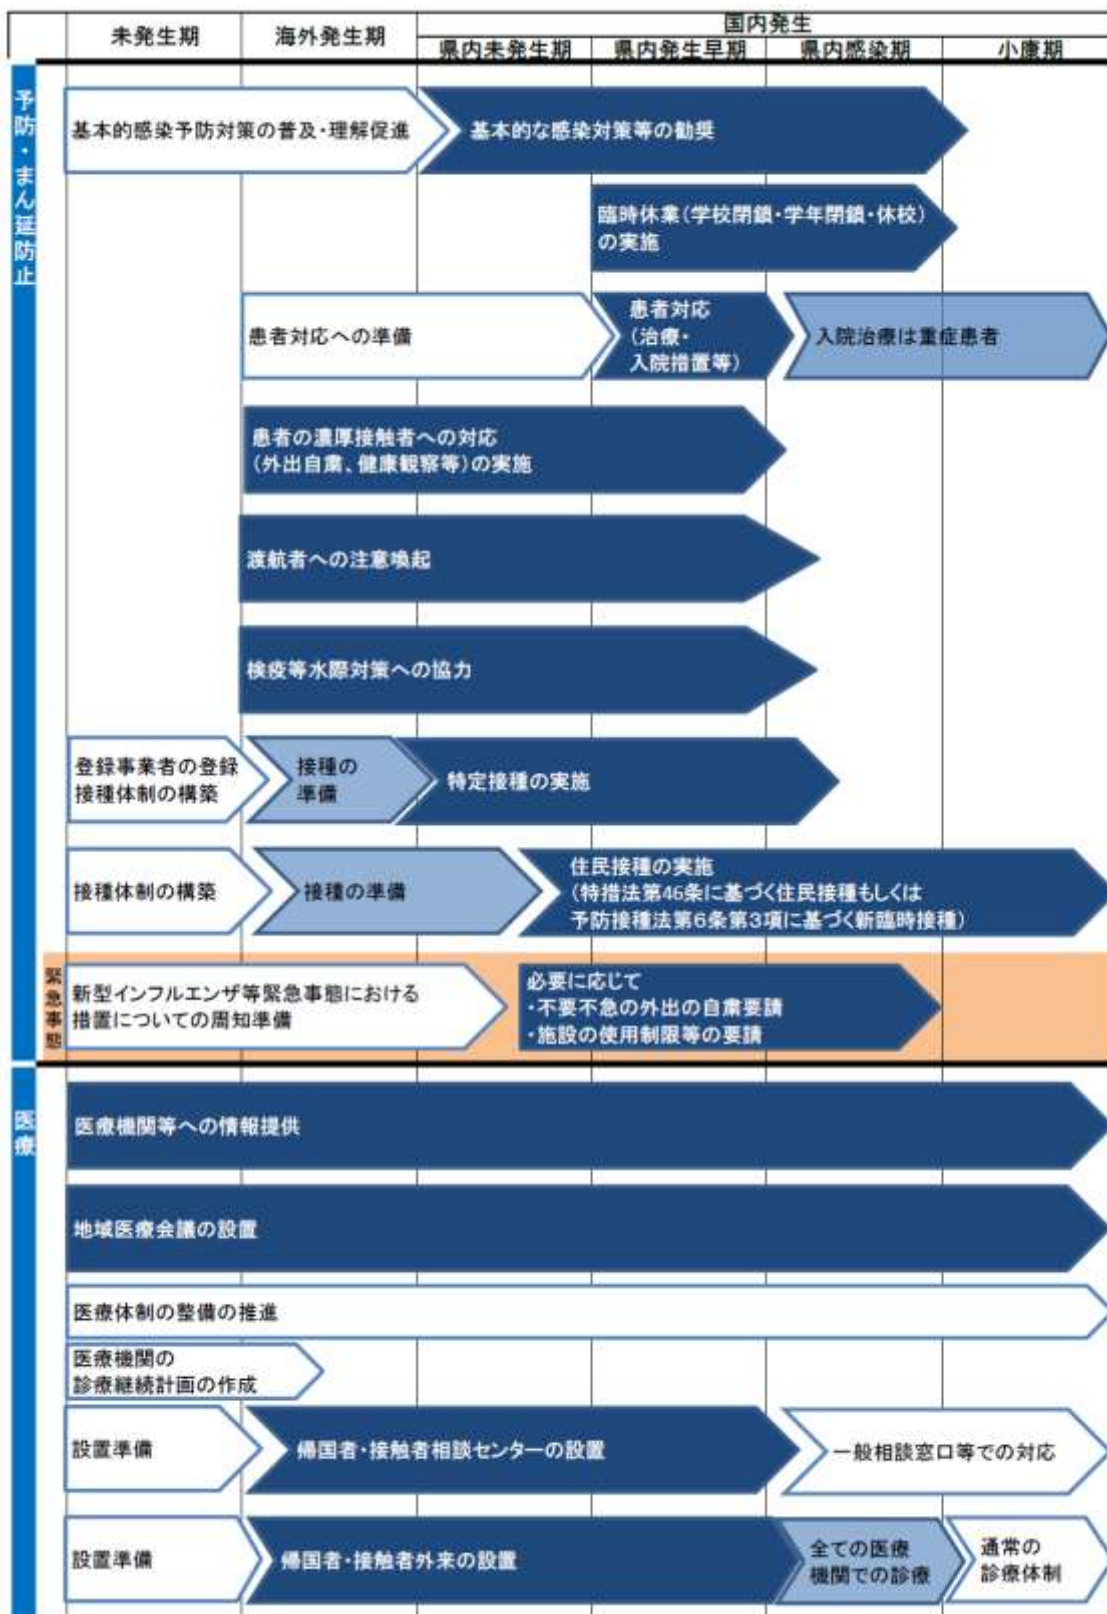 未発生期
海外発生期
国内発生
県内未発生期
県内発生早期
県内感染期
小康期
予防・まん延防止
基本的感染予防対策の普及・理解促進
基本的な感染対策等の勧奨
臨時休業(学校閉鎖・学年閉鎖・休校)
の実施
患者対応への準備
患者対応
(治療・
入院措置等)
入院治療は重症患者
患者の濃厚接触者への対応
(外出自粛、健康観察等)の実施
渡航者への注意喚起
検疫等水際対策への協力
登録事業者の登録
接種体制の構築
接種の
準備
特定接種の実施
接種体制の構築
接種の準備
住民接種の実施
(特措法第46条に基づく住民接種もしくは
予防接種法第6条第3項に基づく新臨時接種)
緊急事態
新型インフルエンザ等緊急事態における
措置についての周知準備
必要に応じて
・不要不急の外出の自粛要請
・施設の使用制限等の要請
医療
医療機関等への情報提供
地域医療会議の設置
医療体制の整備の推進
医療機関の
診療継続計画の作成
設置準備
帰国者・接触者相談センターの設置
一般相談窓口等での対応
設置準備
帰国者・接触者外来の設置
全ての医療
機関での診療
通常の
診療体制